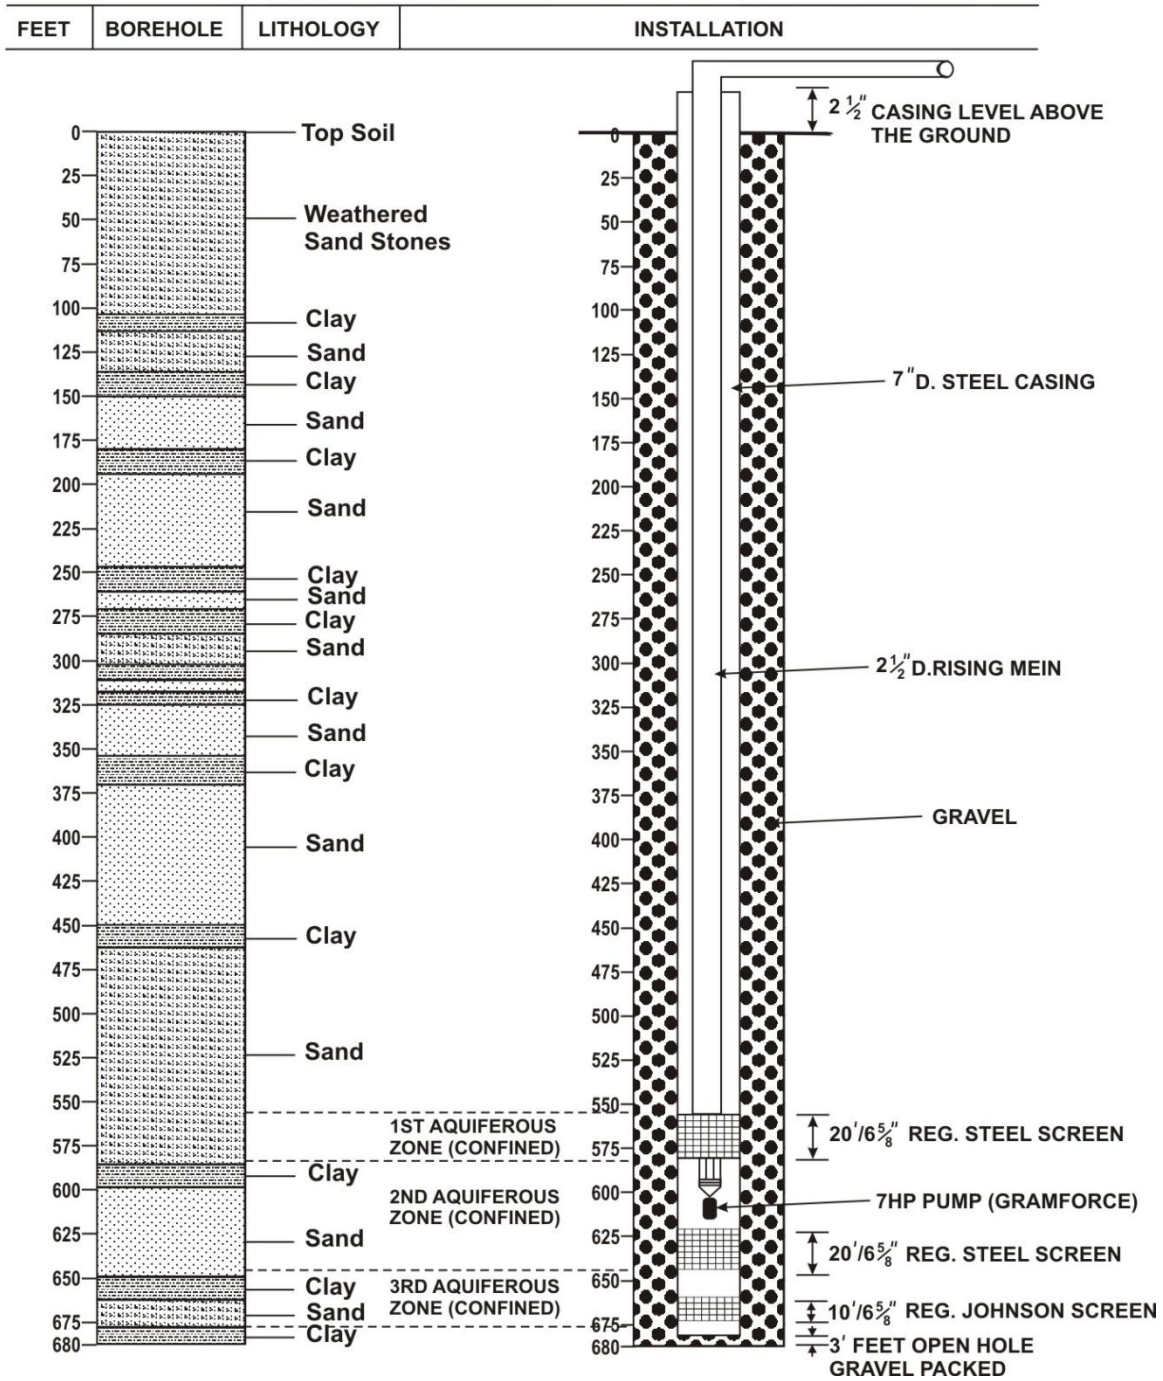 FEET BOREHOLE LITHOLOGY INSTALLATION
2 ½" CASING LEVEL ABOVE
THE GROUND
0 Top Soil 0
25 25
50 Weathered 50
Sand Stones
75 75
100 100
Clay
125 Sand 125
Clay 7"D. STEEL CASING
150 150
Sand
175 175
Clay
200 200
Sand
225 225
250 250
Clay
Sand
275 Clay 275
Sand
300 2½"D.RISING MEIN 300
Clay
325 325
Sand
350 350
Clay
375 375
GRAVEL
400 Sand 400
425 425
450 450
Clay
475 475
500 500
525 Sand 525
550 550
1ST AQUIFEROUS
ZONE (CONFINED)
20'/6⅝" REG. STEEL SCREEN
575 575
Clay
600 2ND AQUIFEROUS 600
ZONE (CONFINED)
7HP PUMP (GRAMFORCE)
625 Sand 625
20'/6⅝" REG. STEEL SCREEN
650 Clay 650
3RD AQUIFEROUS
ZONE (CONFINED)
Sand 10'/6⅝" REG. JOHNSON SCREEN
675 Clay 675
680 680
3' FEET OPEN HOLE
GRAVEL PACKED